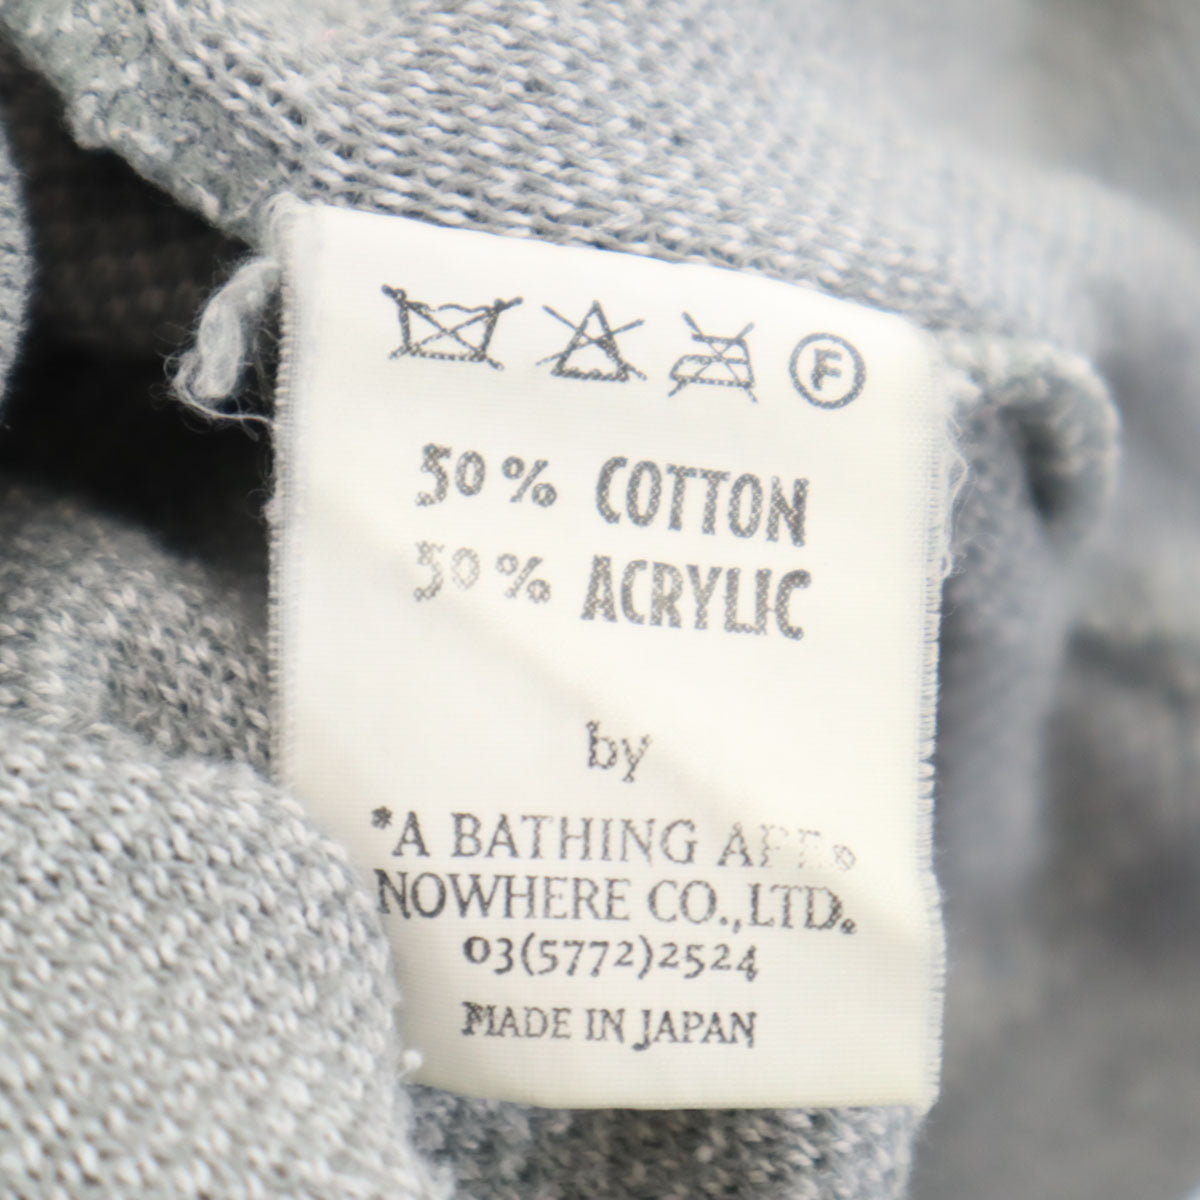 F
50% COTTON
50% ACRYLIC
by
*A BATHING APE®
NOWHERE CO.,LTD.
03(5772)2524
MADE IN JAPAN